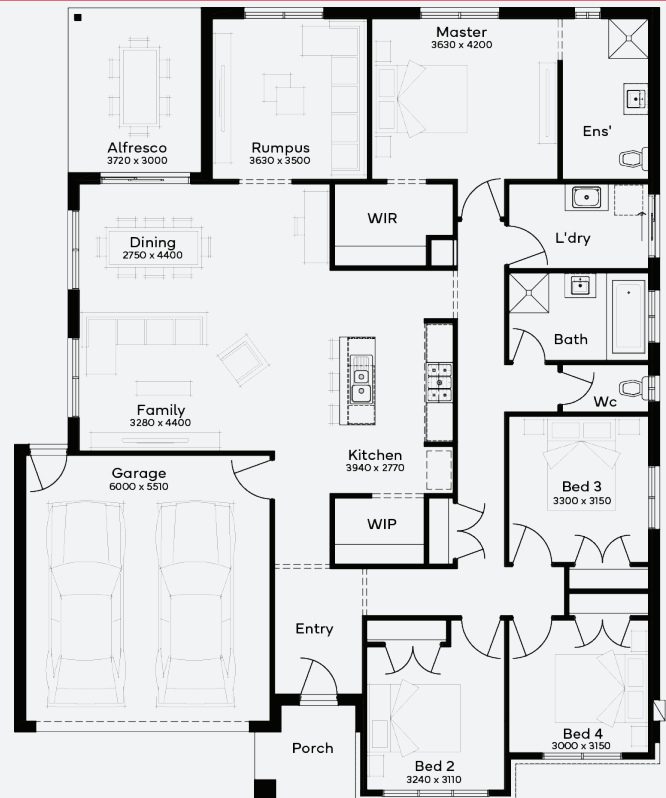 Master
3630 x 4200
Ens'
Alfresco
3720 x 3000
Rumpus
3630 x 3500
WIR
L'dry
Dining
2750 x 4400
Bath
Wc
Family
3280 x 4400
Kitchen
3940 x 2770
Garage
6000 x 5510
Bed 3
3300 x 3150
WIP
Entry
Porch
Bed 2
3240 x 3110
Bed 4
3000 x 3150